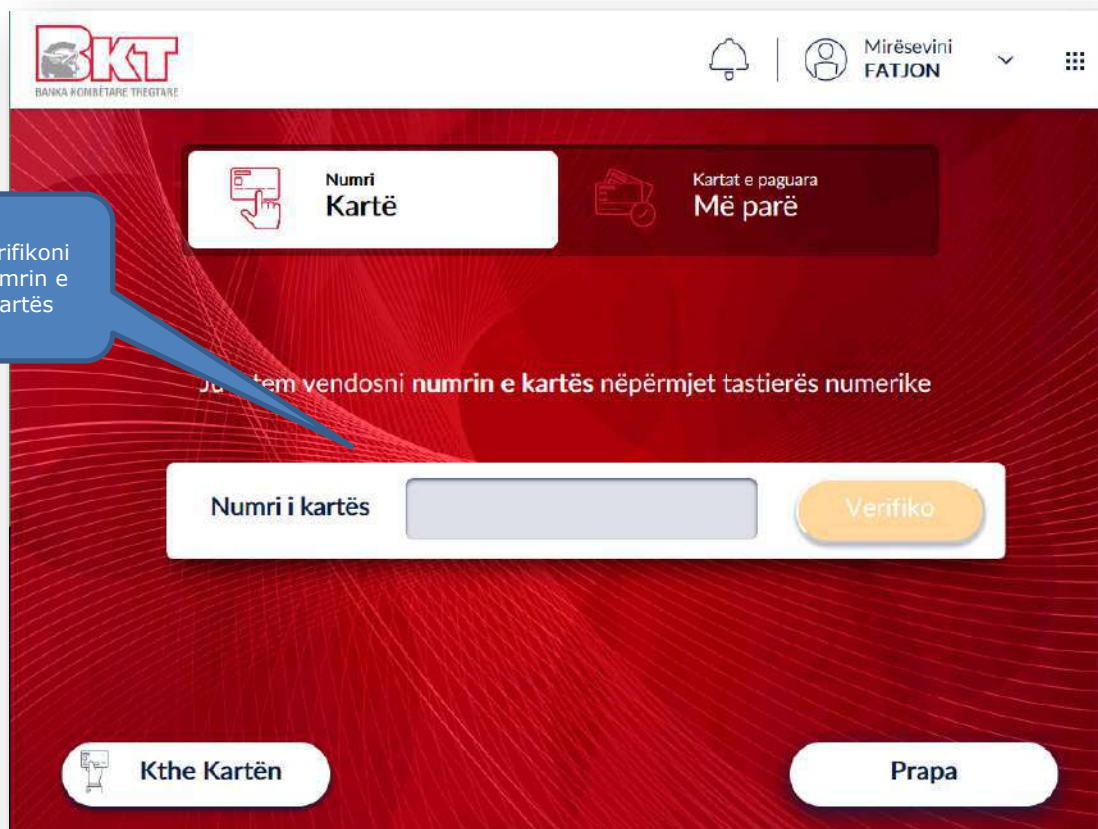 BKT
BANKA KOMBËTARE TREGTARE
Mirësevini
FATJON
Numri
Kartë
Kartat e paguara
Më parë
rifikoni
mrin e
artës
vendosni numrin e kartës nëpërmjet tastierës numerike
Numri i kartës
Verifiko
Kthe Kartën
Prapa